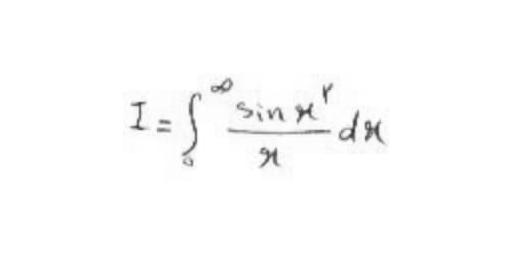 I = ∫₀^∞ (sin x^p)/x dx